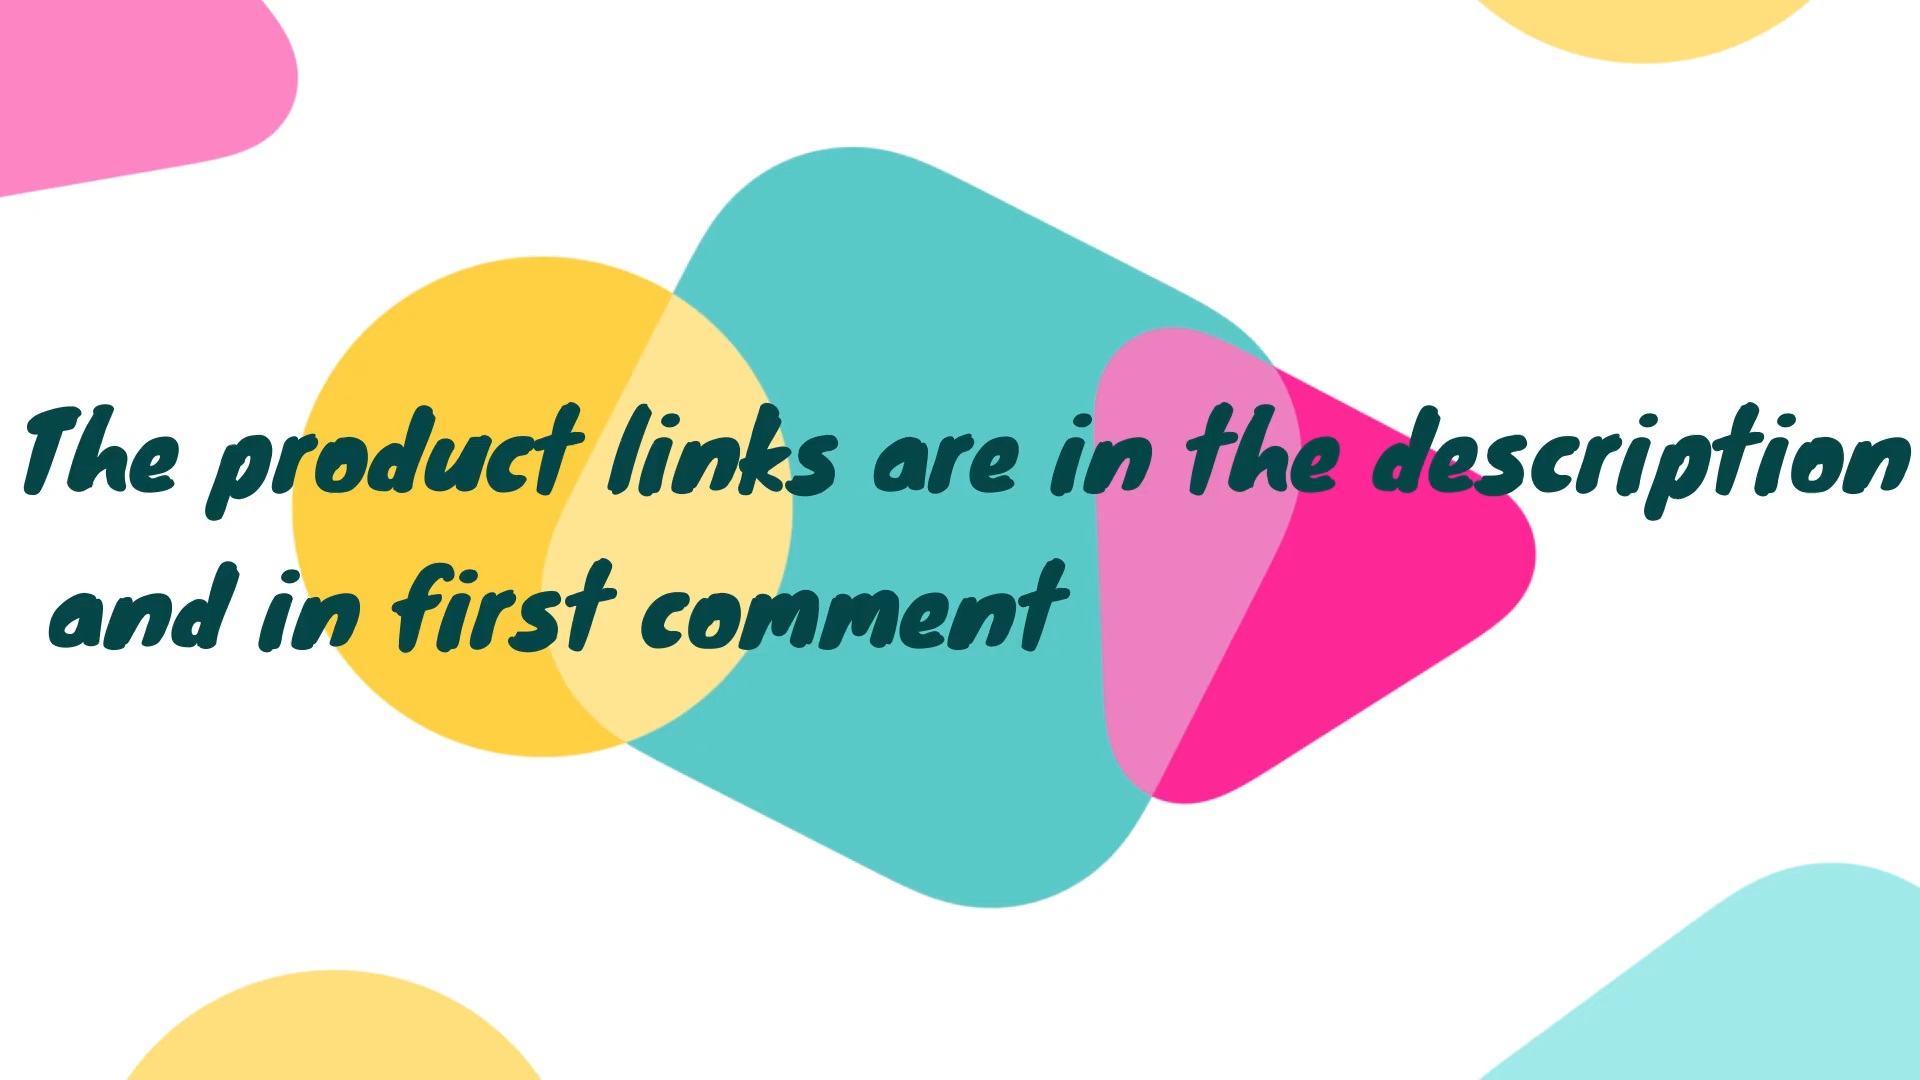 The product links are in the description
and in first comment